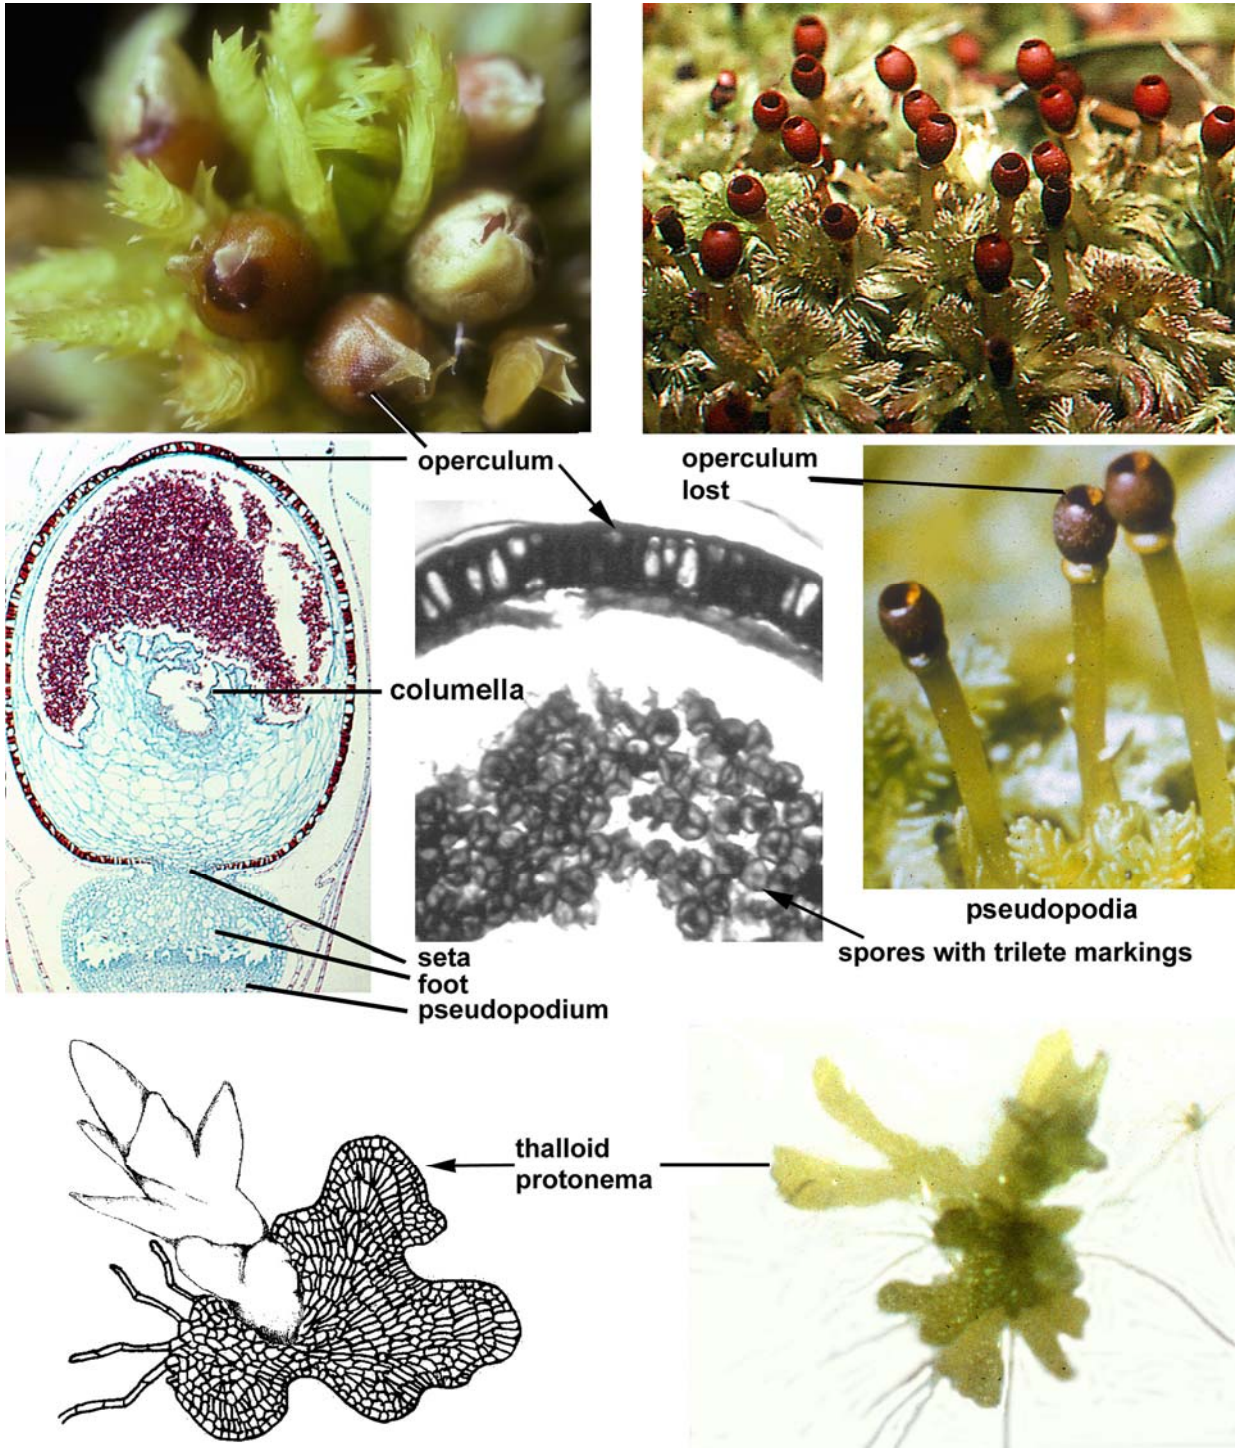 operculum
operculum
lost
columella
pseudopodia
spores with trilete markings
seta
foot
pseudopodium
thalloid
protonema